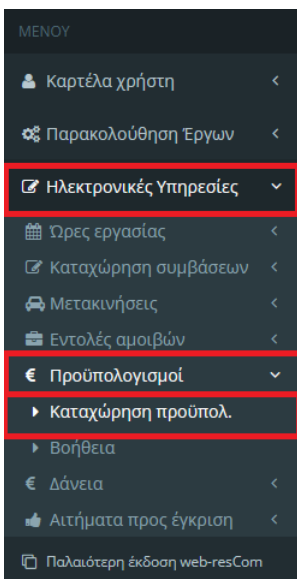 ΜΕΝΟΥ
Καρτέλα χρήστη
Παρακολούθηση Έργων
Ηλεκτρονικές Υπηρεσίες
Ώρες εργασίας
Καταχώρηση συμβάσεων
Μετακινήσεις
Εντολές αμοιβών
€ Προϋπολογισμοί
Καταχώρηση προϋπολ.
Βοήθεια
€ Δάνεια
Αιτήματα προς έγκριση
Παλαιότερη έκδοση web-resCom